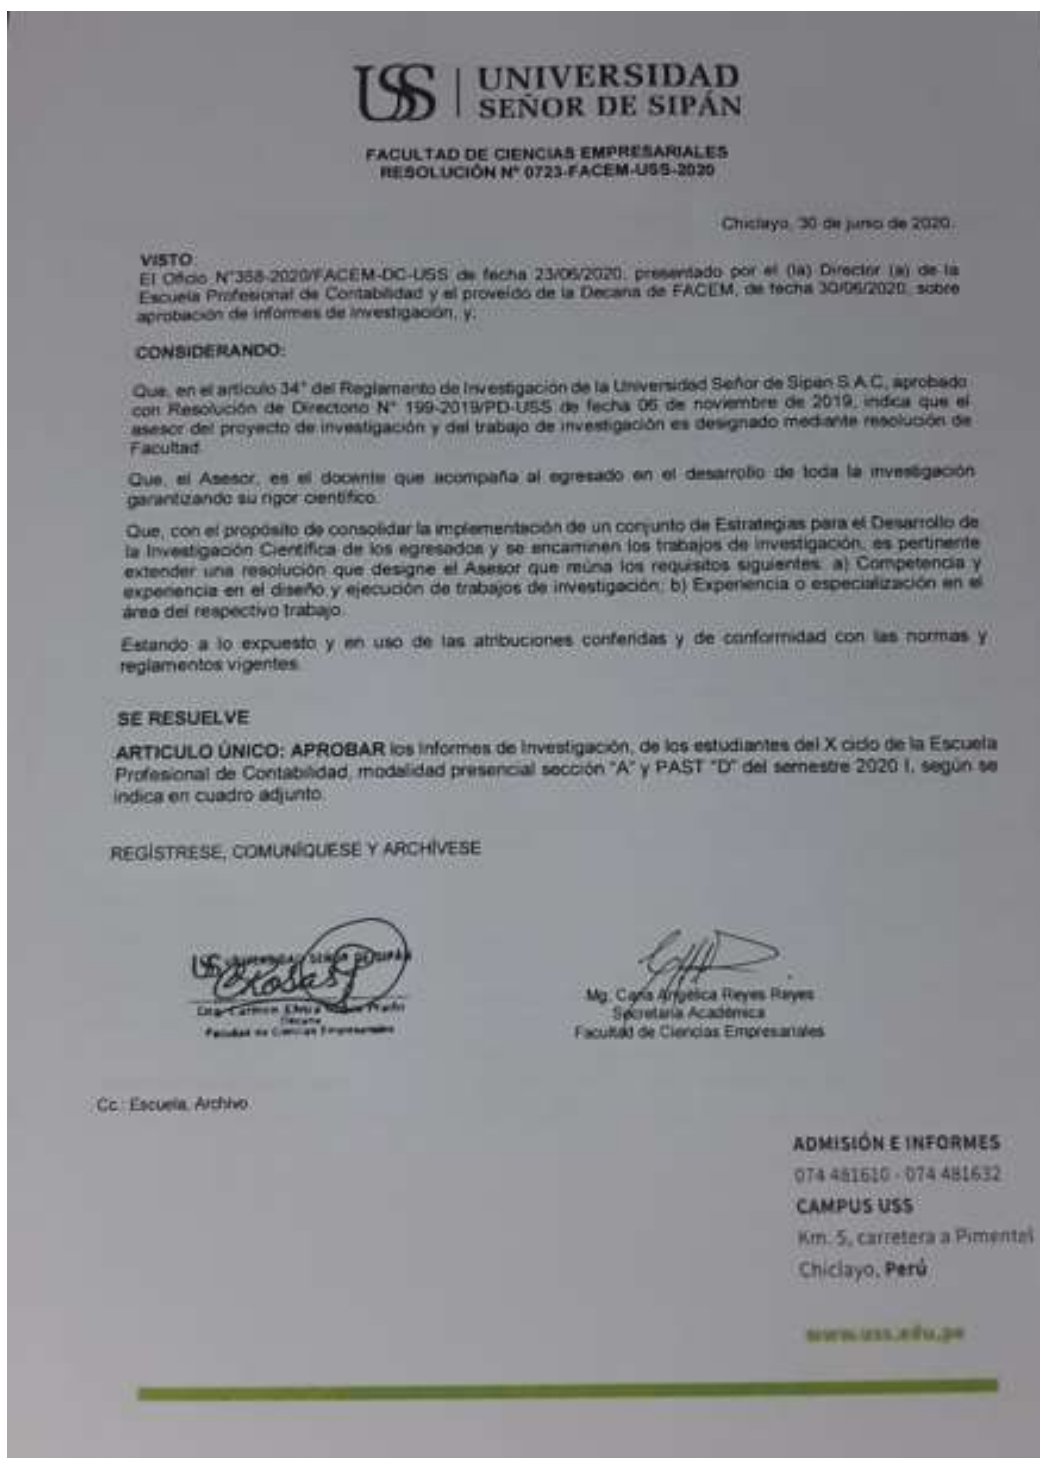 USS | UNIVERSIDAD
SEÑOR DE SIPÁN
FACULTAD DE CIENCIAS EMPRESARIALES
RESOLUCIÓN Nº 0723-FACEM-USS-2020
Chiclayo, 30 de junio de 2020.
VISTO:
El Oficio N°358-2020/FACEM-DC-USS de fecha 23/06/2020, presentado por el (la) Director (a) de la
Escuela Profesional de Contabilidad y el proveído de la Decana de FACEM, de fecha 30/06/2020, sobre
aprobación de informes de investigación, y;
CONSIDERANDO:
Que, en el artículo 34° del Reglamento de Investigación de la Universidad Señor de Sipán S.A.C, aprobado
con Resolución de Directorio N° 199-2019/PD-USS de fecha 06 de noviembre de 2019, indica que el
asesor del proyecto de investigación y del trabajo de investigación es designado mediante resolución de
Facultad.
Que, el Asesor, es el docente que acompaña al egresado en el desarrollo de toda la investigación
garantizando su rigor científico.
Que, con el propósito de consolidar la implementación de un conjunto de Estrategias para el Desarrollo de
la Investigación Científica de los egresados y se encaminen los trabajos de investigación, es pertinente
extender una resolución que designe el Asesor que reúna los requisitos siguientes: a) Competencia y
experiencia en el diseño y ejecución de trabajos de investigación; b) Experiencia o especialización en el
área del respectivo trabajo.
Estando a lo expuesto y en uso de las atribuciones conferidas y de conformidad con las normas y
reglamentos vigentes.
SE RESUELVE
ARTICULO ÚNICO: APROBAR los Informes de Investigación, de los estudiantes del X ciclo de la Escuela
Profesional de Contabilidad, modalidad presencial sección "A" y PAST "D" del semestre 2020 I, según se
indica en cuadro adjunto.
REGÍSTRESE, COMUNÍQUESE Y ARCHÍVESE
USS UNIVERSIDAD SEÑOR DE SIPÁN
Carmen Elvira Prado
Decana
Facultad de Ciencias Empresariales
Mg. Carla Angélica Reyes Reyes
Secretaria Académica
Facultad de Ciencias Empresariales
Cc.: Escuela, Archivo
ADMISIÓN E INFORMES
074 481610 - 074 481632
CAMPUS USS
Km. 5, carretera a Pimentel
Chiclayo, Perú
www.uss.edu.pe